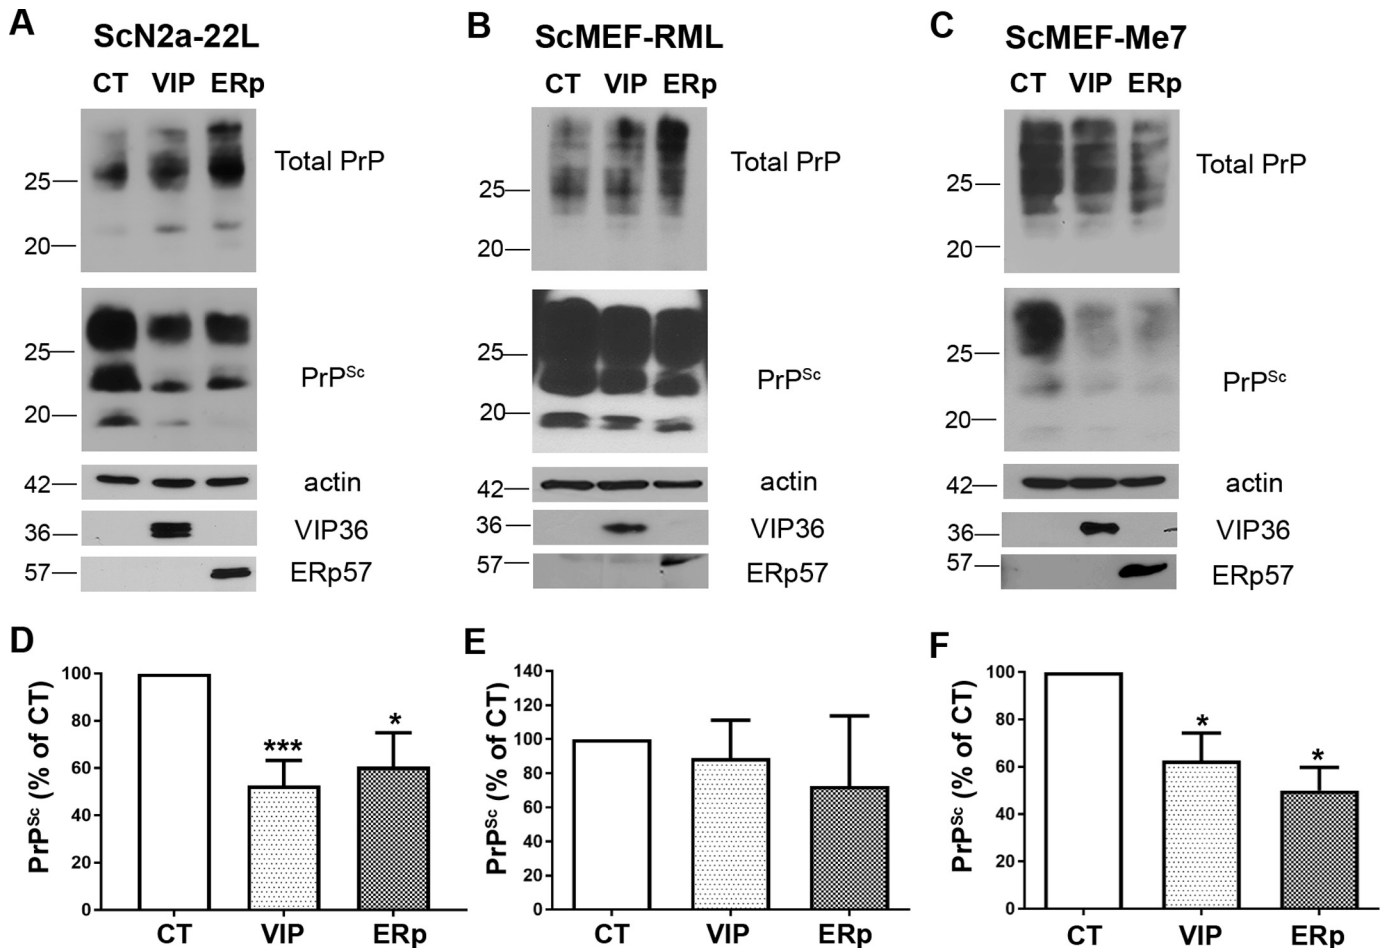 A
ScN2a-22L
CT VIP ERp
Total PrP
25
20
PrPSc
25
20
actin
42
VIP36
36
ERp57
57
B
ScMEF-RML
CT VIP ERp
Total PrP
25
20
PrPSc
25
20
actin
42
VIP36
36
ERp57
57
C
ScMEF-Me7
CT VIP ERp
Total PrP
25
20
PrPSc
25
20
actin
42
VIP36
36
ERp57
57
D
PrPSc (% of CT)
100
80
60
40
20
0
***
*
CT VIP ERp
E
PrPSc (% of CT)
140
120
100
80
60
40
20
0
CT VIP ERp
F
PrPSc (% of CT)
100
80
60
40
20
0
*
*
CT VIP ERp